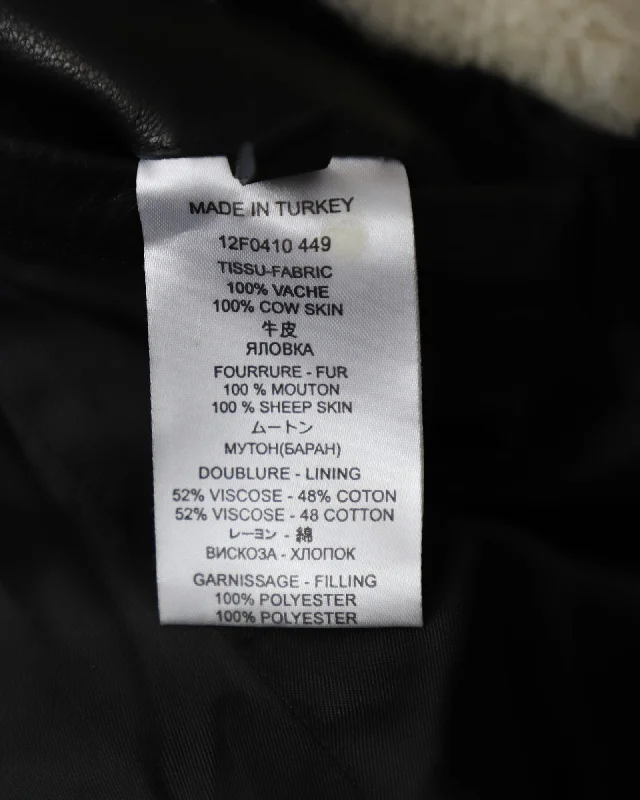 MADE IN TURKEY
12F0410 449
TISSU-FABRIC
100% VACHE
100% COW SKIN
牛皮
ЯЛОВКА
FOURRURE - FUR
100 % MOUTON
100 % SHEEP SKIN
ムートン
МУТОН(БАРАН)
DOUBLURE - LINING
52% VISCOSE - 48% COTON
52% VISCOSE - 48 COTTON
レーヨン - 綿
ВИСКОЗА - ХЛОПОК
GARNISSAGE - FILLING
100% POLYESTER
100% POLYESTER